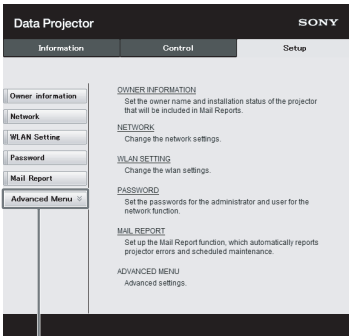 Data Projector
SONY
Information
Control
Setup
Owner information
Network
WLAN Setting
Password
Mail Report
Advanced Menu
OWNER INFORMATION
Set the owner name and installation status of the projector
that will be included in Mail Reports.
NETWORK
Change the network settings.
WLAN SETTING
Change the wlan settings.
PASSWORD
Set the passwords for the administrator and user for the
network function.
MAIL REPORT
Set up the Mail Report function, which automatically reports
projector errors and scheduled maintenance.
ADVANCED MENU
Advanced settings.